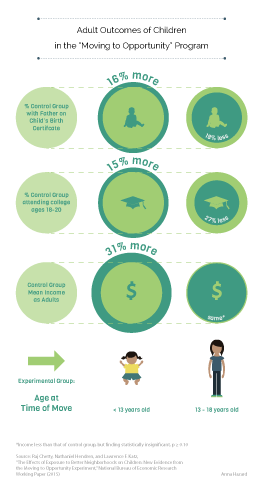 Adult Outcomes of Children
in the "Moving to Opportunity" Program
16% more
% Control Group
with Father on
Child's Birth
Certificate
18% less
15% more
% Control Group
attending college
ages 18-20
27% less
31% more
Control Group
Mean Income
as Adults
$
$
same*
Experimental Group:
Age at
Time of Move
< 13 years old
13 - 18 years old
*Income less than that of control group, but finding statistically insignificant,
Source: Raj Chetty, Nathaniel Hendren, and Lawrence F. Katz
"The Effects of Exposure to Better Neighborhoods on Children: New Evidence from
the Moving to Opportunity Experiment," National Bureau of Economic Research
Working Paper (2015)
Anna Hazard